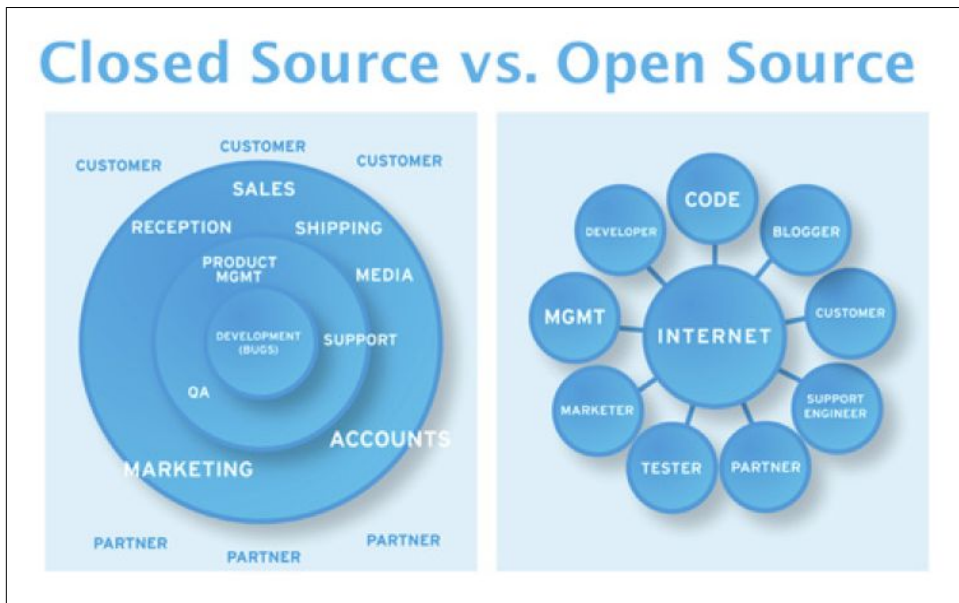 Closed Source vs. Open Source
CUSTOMER
CUSTOMER
CUSTOMER
SALES
RECEPTION
SHIPPING
PRODUCT
MGMT
MEDIA
DEVELOPMENT
(BUGS)
SUPPORT
QA
ACCOUNTS
MARKETING
PARTNER
PARTNER
PARTNER
CODE
DEVELOPER
BLOGGER
MGMT
INTERNET
CUSTOMER
MARKETER
SUPPORT
ENGINEER
TESTER
PARTNER